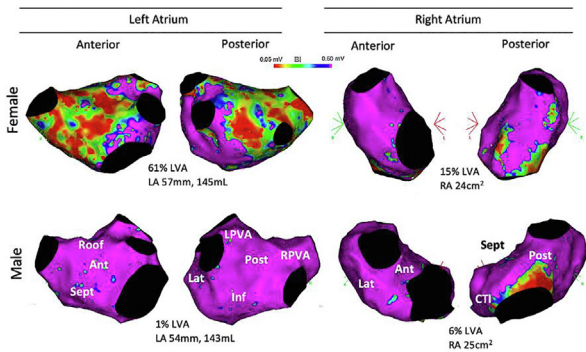 Left Atrium
Right Atrium
Anterior
Posterior
Anterior
Posterior
0.05 mV
BI
0.50 mV
Female
61% LVA
LA 57mm, 145mL
15% LVA
RA 24cm²
Male
Roof
Ant
Sept
LPVA
Post
RPVA
Lat
Inf
Ant
Lat
Sept
Post
CTI
1% LVA
LA 54mm, 143mL
6% LVA
RA 25cm²